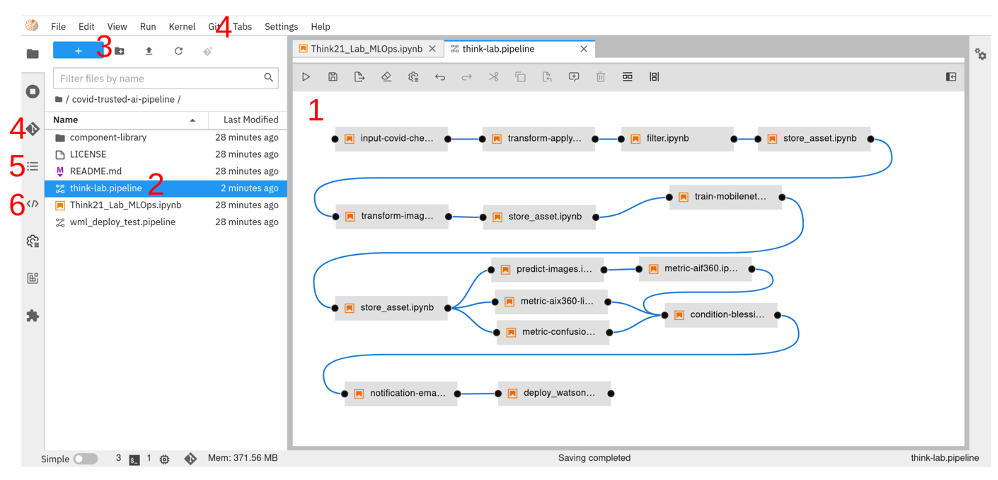 File Edit View Run Kernel Git Tabs Settings Help
4
+
3
Think21_Lab_MLOps.ipynb
think-lab.pipeline
Filter files by name
/ covid-trusted-ai-pipeline /
Name Last Modified
component-library 28 minutes ago
LICENSE 28 minutes ago
README.md 28 minutes ago
think-lab.pipeline 2 minutes ago
Think21_Lab_MLOps.ipynb 28 minutes ago
wml_deploy_test.pipeline 28 minutes ago
4
5
6
2
1
input-covid-che... transform-apply... filter.ipynb store_asset.ipynb
transform-imag... store_asset.ipynb train-mobilenet...
predict-images.i... metric-aif360.ip...
store_asset.ipynb metric-aix360-li... condition-blessi...
metric-confusio...
notification-ema... deploy_watson...
Simple 3 $_ 1 Mem: 371.56 MB Saving completed think-lab.pipeline